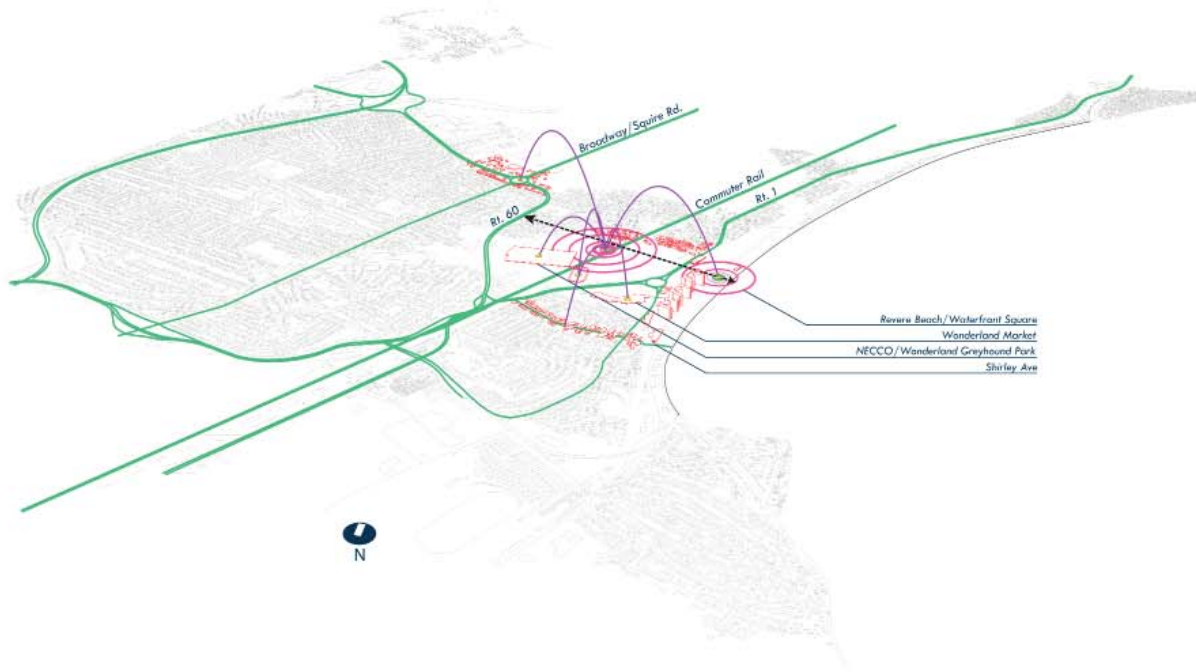 Broadway/Squire Rd.
Commuter Rail
Rt. 1
Rt. 60
Revere Beach/Waterfront Square
Wonderland Market
NECCO/Wonderland Greyhound Park
Shirley Ave
N